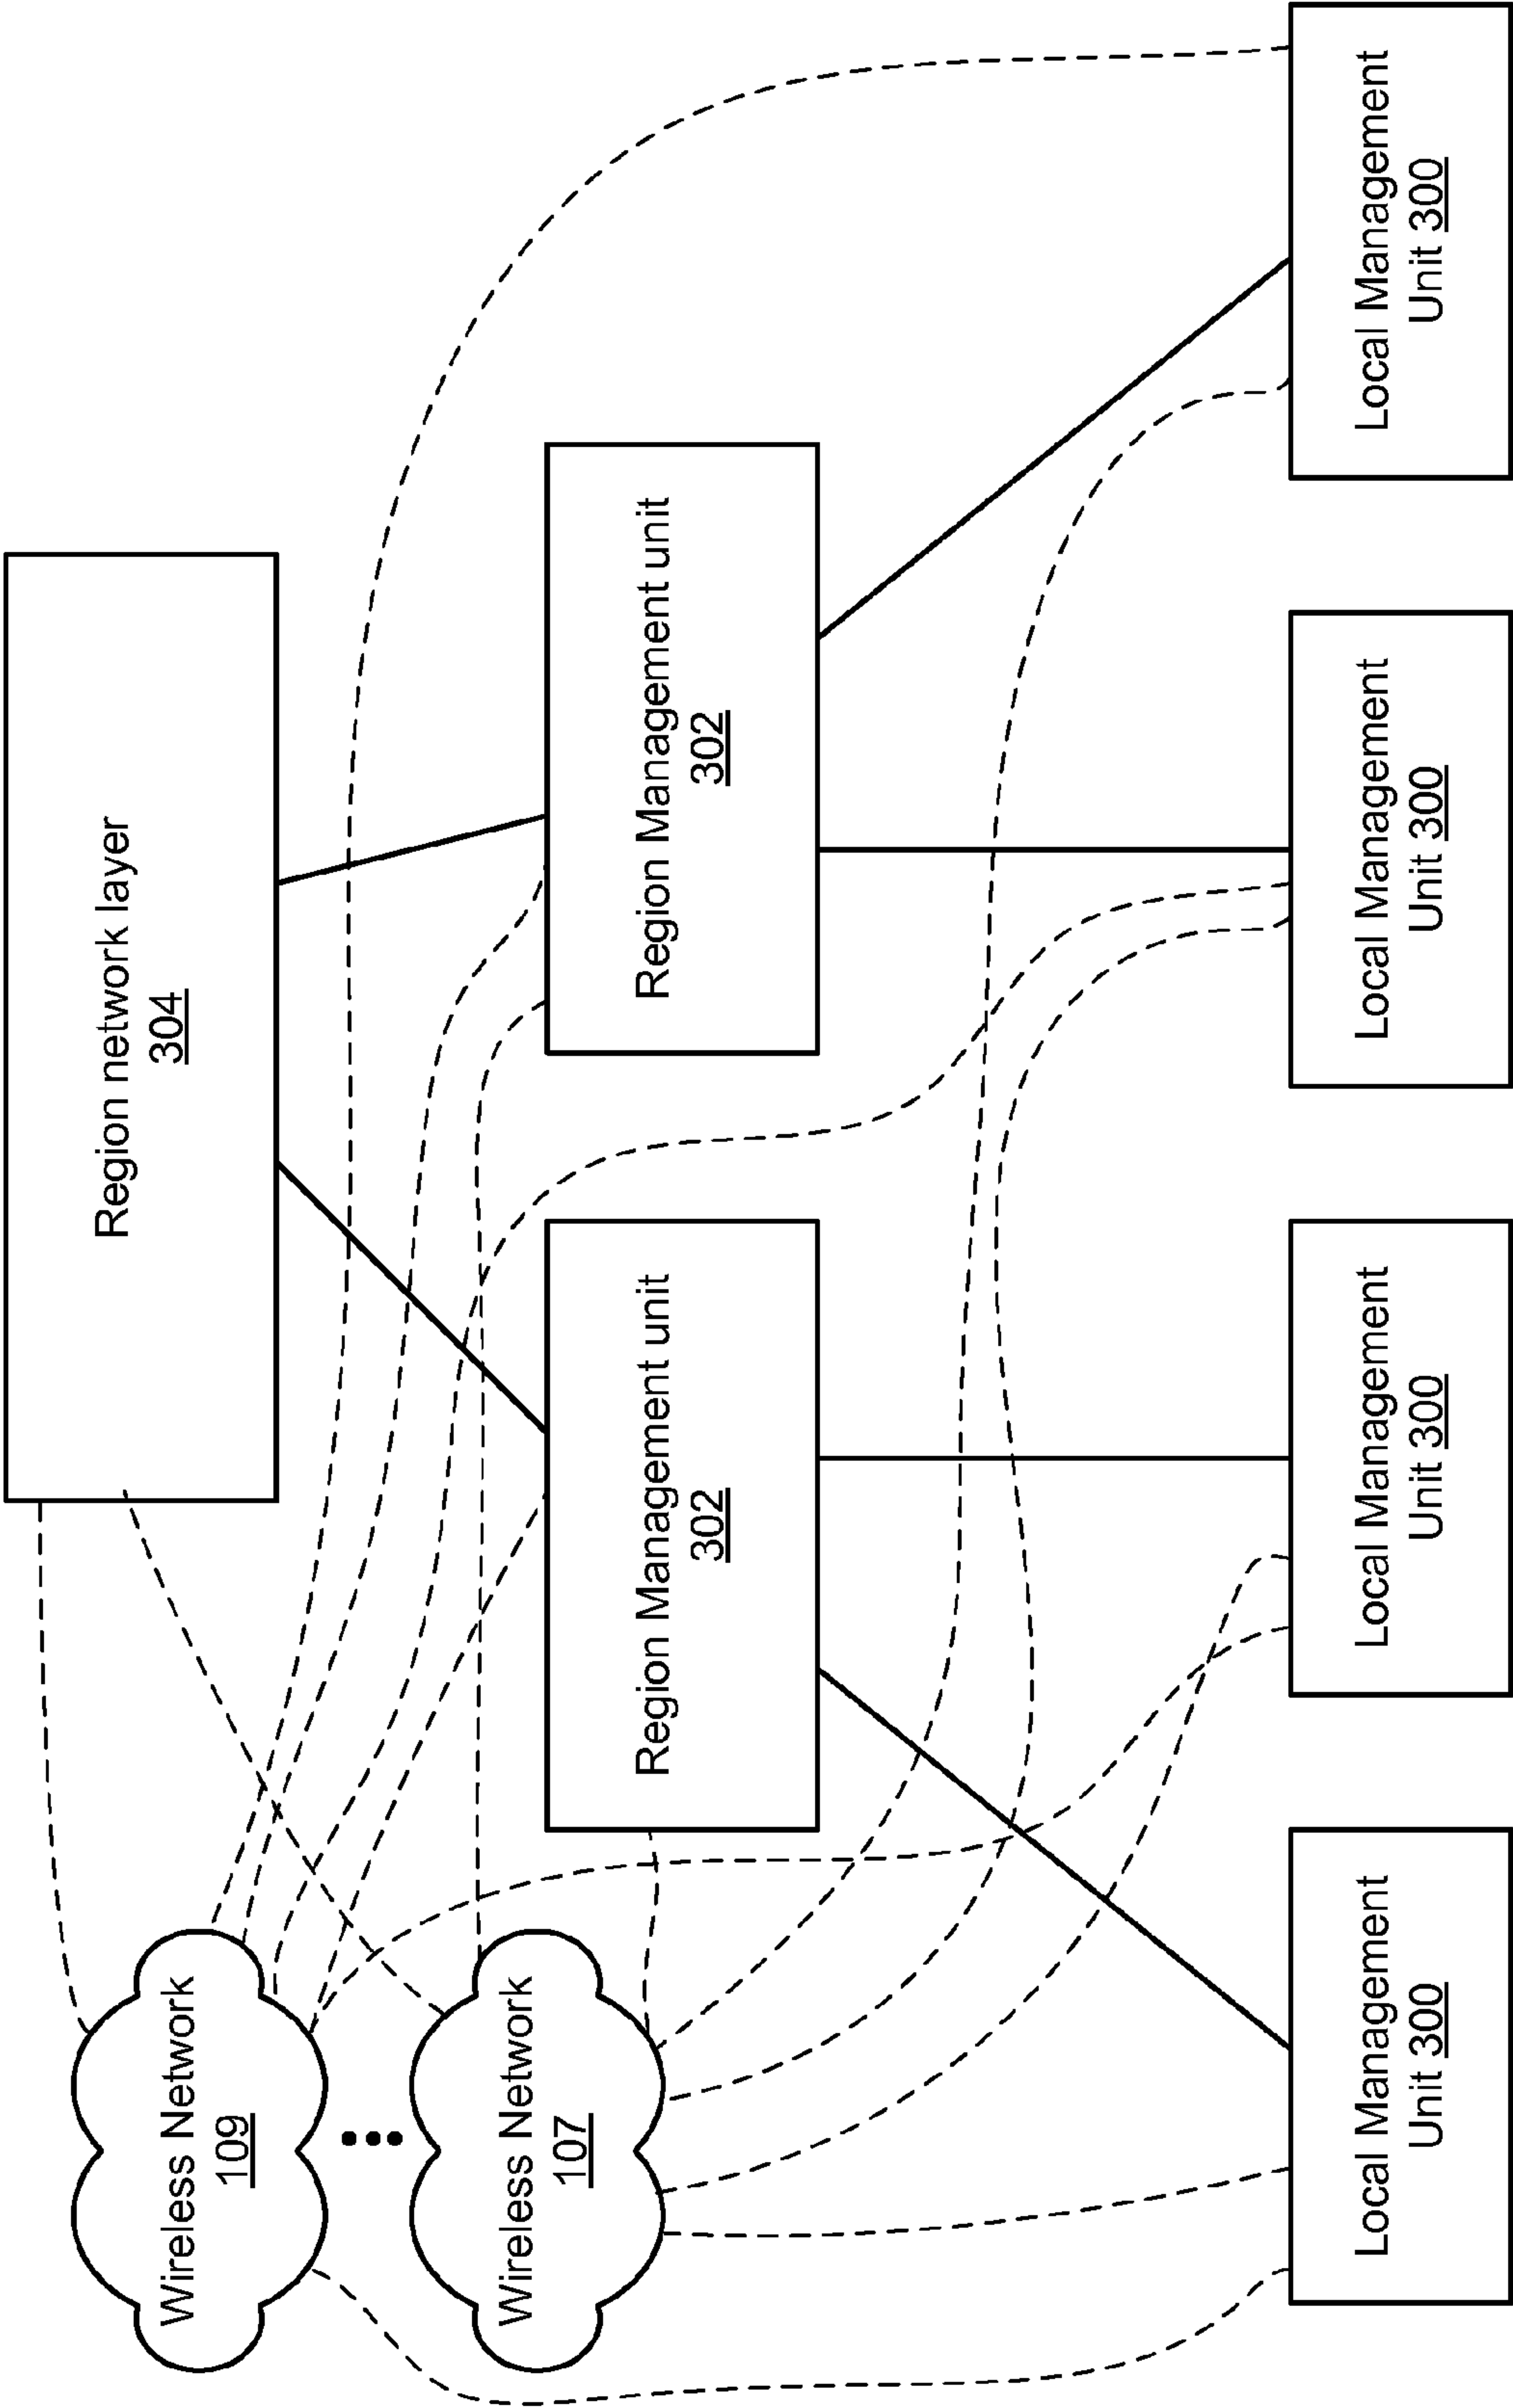 Region network layer
304
Wireless Network
109
Wireless Network
107
Region Management unit
302
Region Management unit
302
Local Management
Unit 300
Local Management
Unit 300
Local Management
Unit 300
Local Management
Unit 300